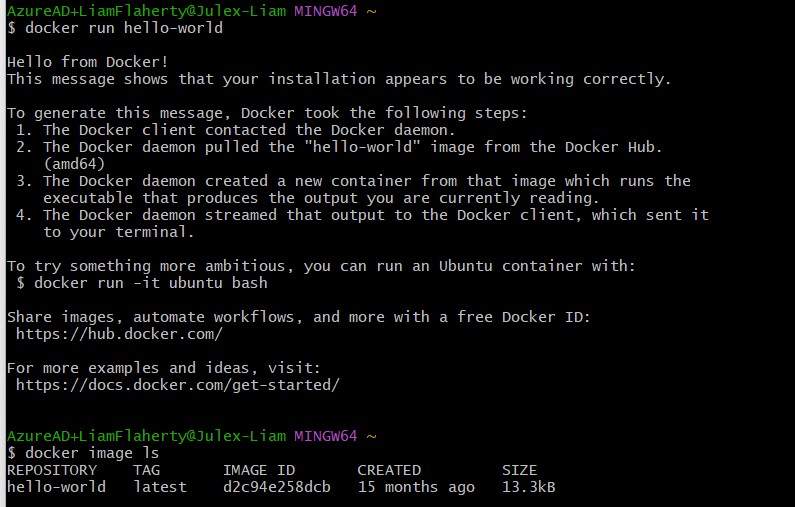 AzureAD+LiamFlaherty@Julex-Liam MINGW64 ~
$ docker run hello-world
Hello from Docker!
This message shows that your installation appears to be working correctly.
To generate this message, Docker took the following steps:
1. The Docker client contacted the Docker daemon.
2. The Docker daemon pulled the "hello-world" image from the Docker Hub.
(amd64)
3. The Docker daemon created a new container from that image which runs the
executable that produces the output you are currently reading.
4. The Docker daemon streamed that output to the Docker client, which sent it
to your terminal.
To try something more ambitious, you can run an Ubuntu container with:
$ docker run -it ubuntu bash
Share images, automate workflows, and more with a free Docker ID:
https://hub.docker.com/
For more examples and ideas, visit:
https://docs.docker.com/get-started/
AzureAD+LiamFlaherty@Julex-Liam MINGW64 ~
$ docker image ls
REPOSITORY TAG IMAGE ID CREATED SIZE
hello-world latest d2c94e258dcb 15 months ago 13.3kB